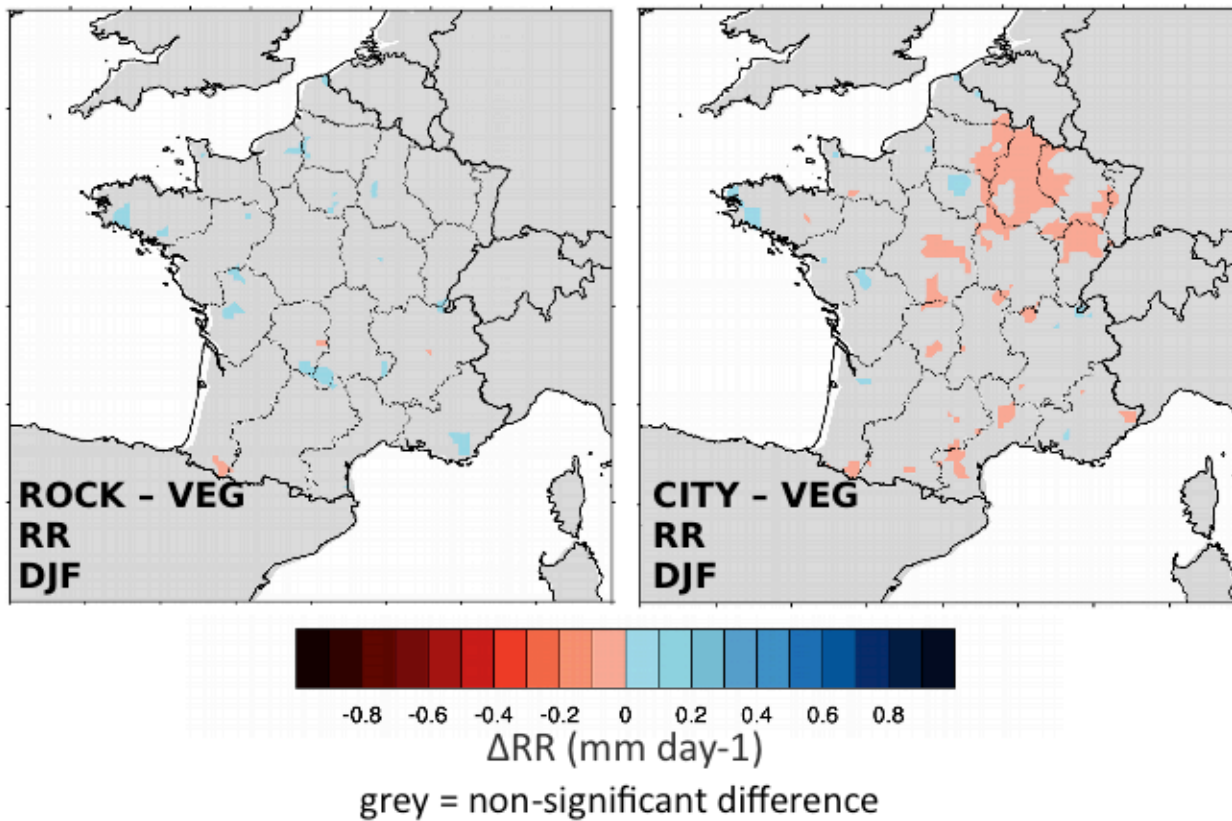 ROCK – VEG
RR
DJF
CITY – VEG
RR
DJF
-0.8 -0.6 -0.4 -0.2 0 0.2 0.4 0.6 0.8
ΔRR (mm day-1)
grey = non-significant difference